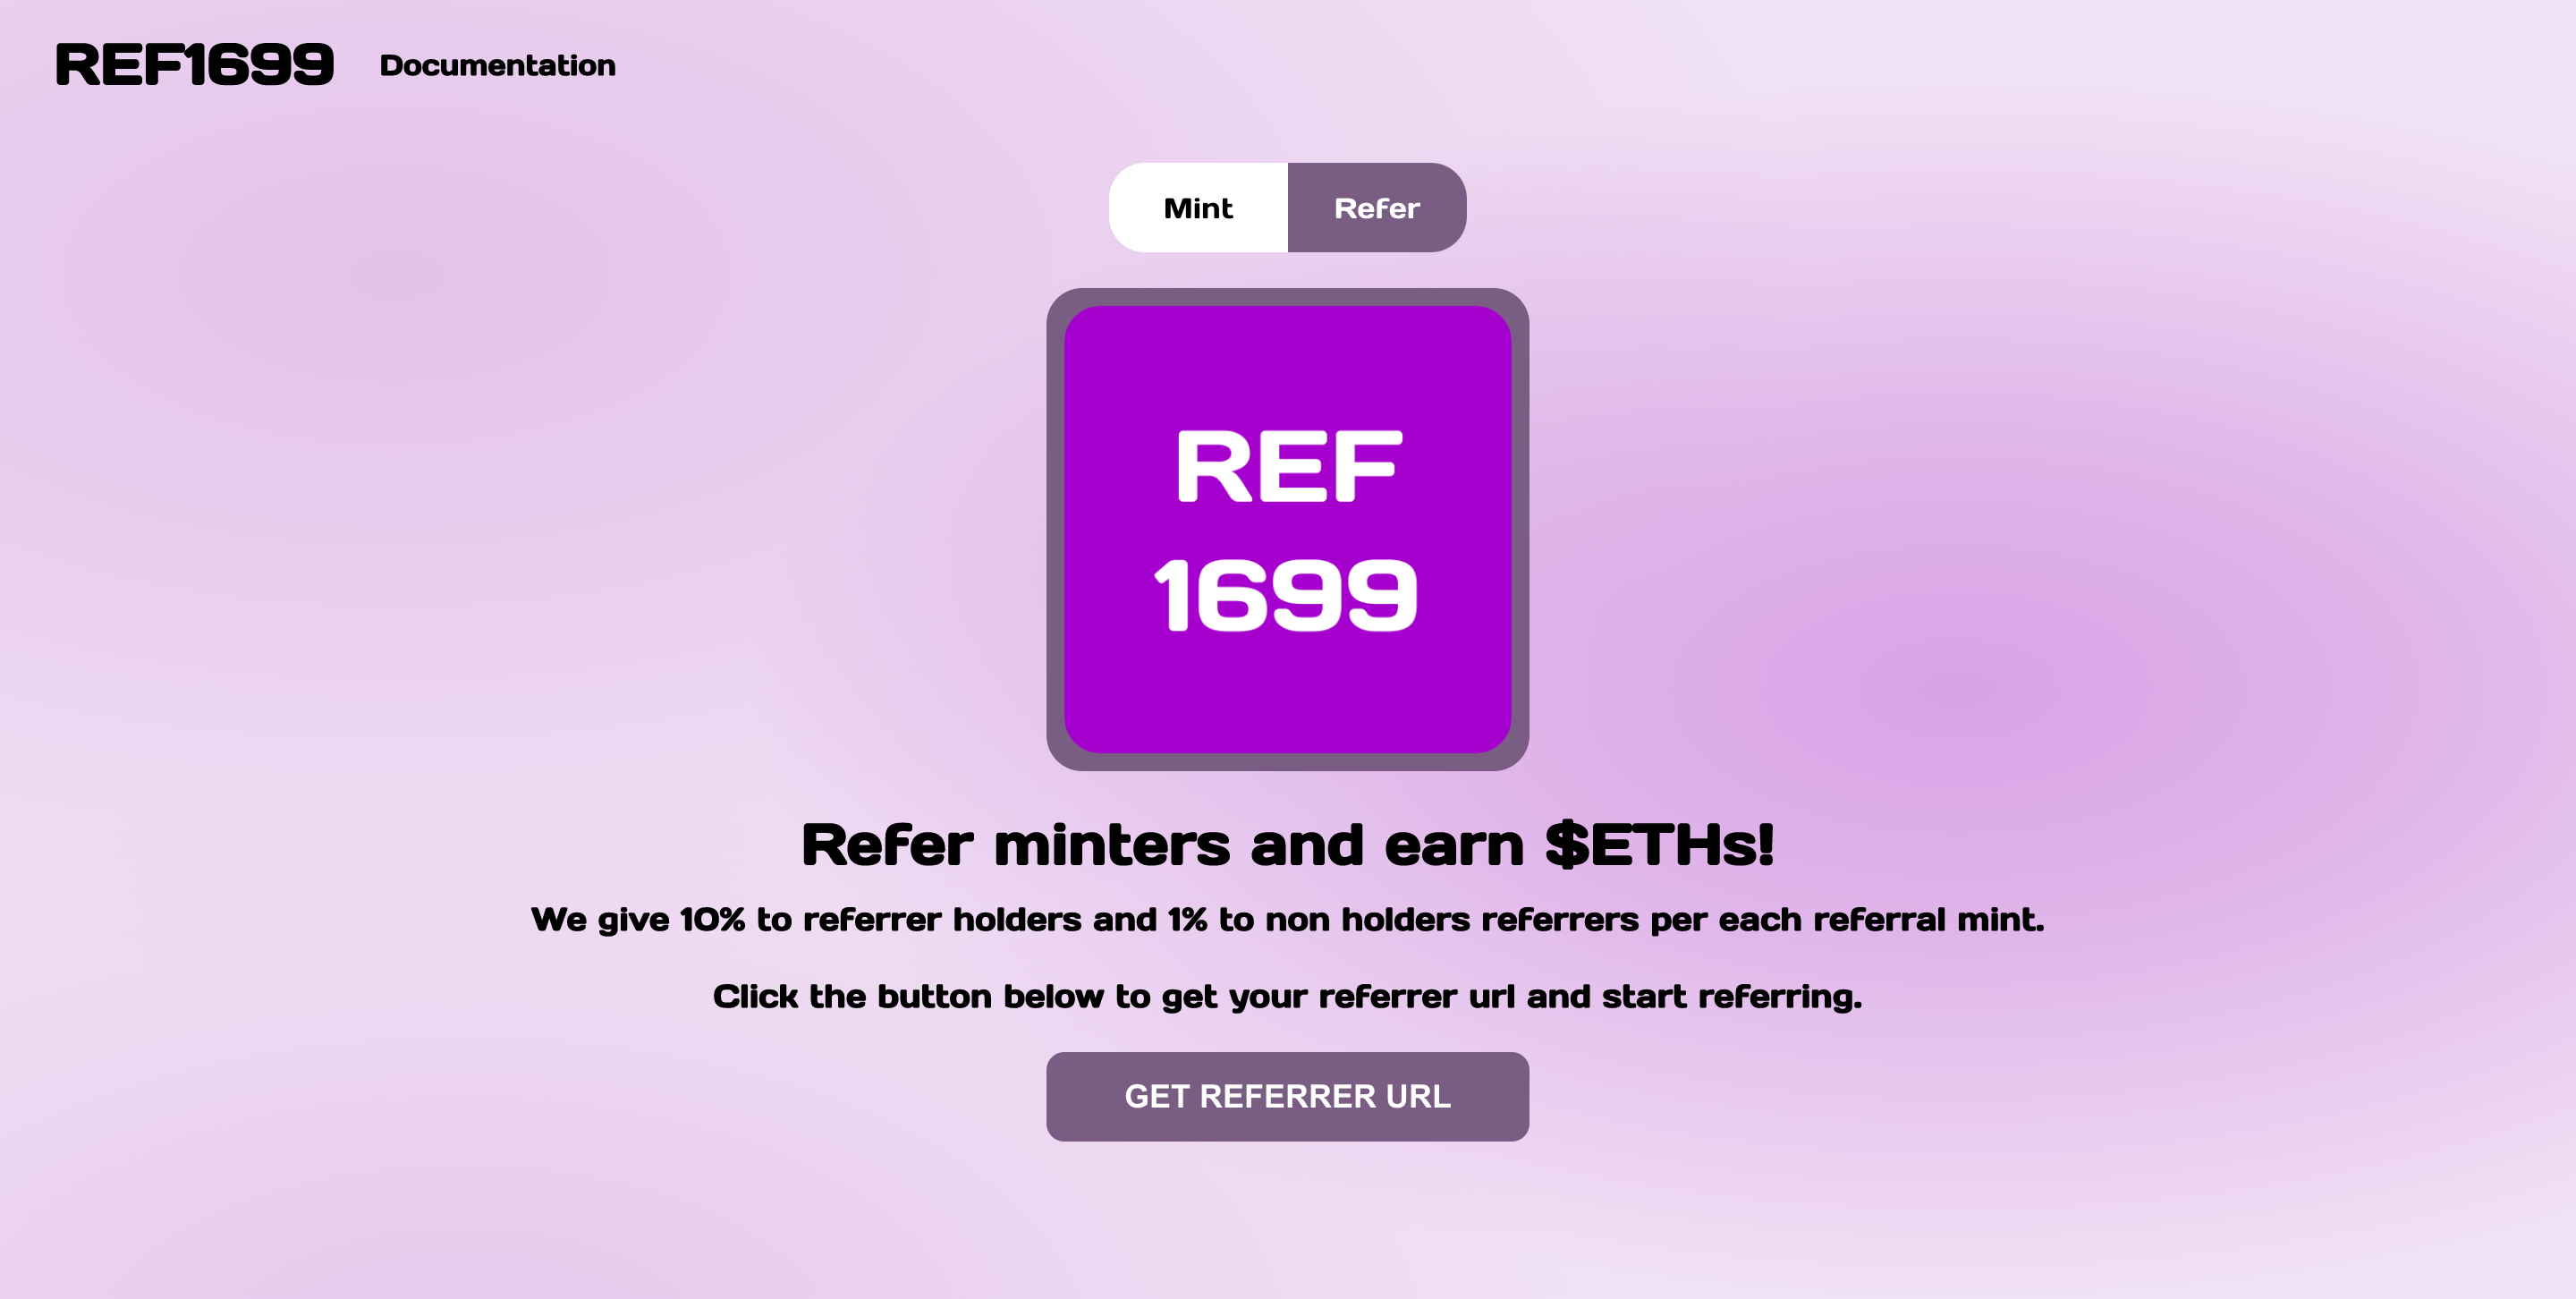 REF1699
Documentation
Mint
Refer
REF
1699
Refer minters and earn $ETHs!
We give 10% to referrer holders and 1% to non holders referrers per each referral mint.
Click the button below to get your referrer url and start referring.
GET REFERRER URL